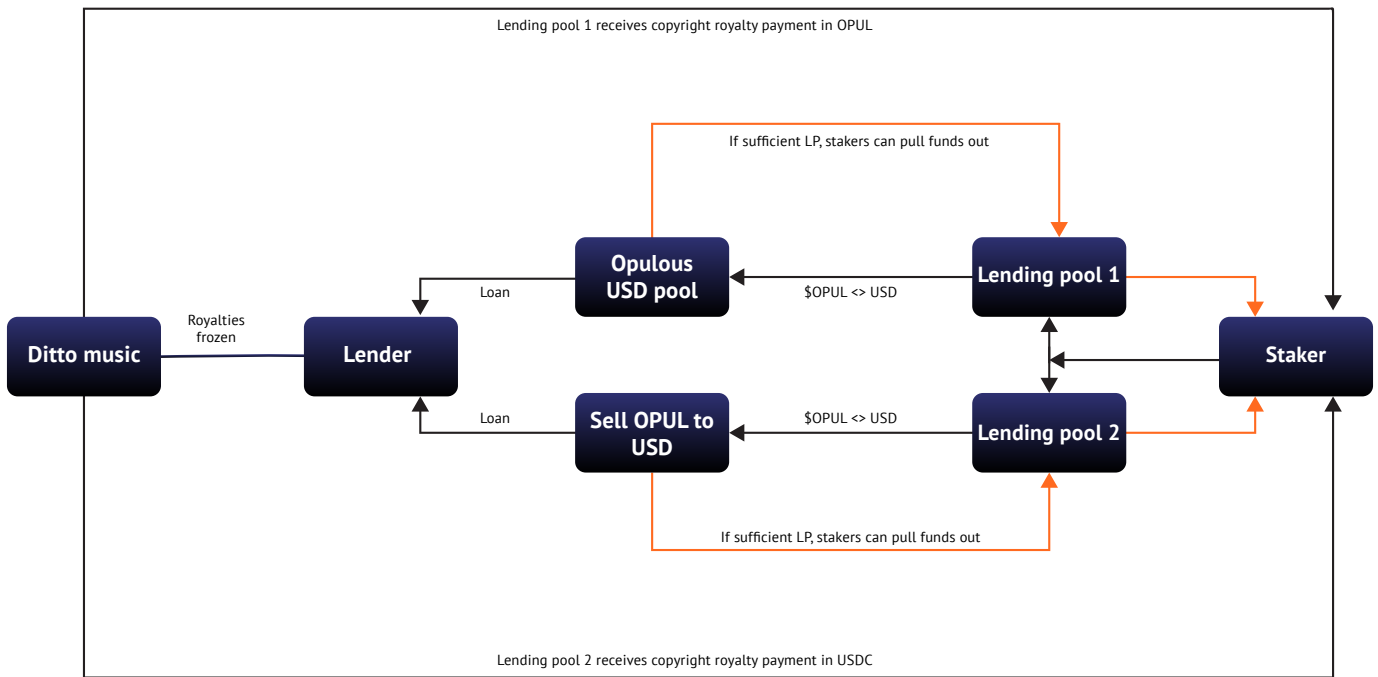 Lending pool 1 receives copyright royalty payment in OPUL
If sufficient LP, stakers can pull funds out
Opulous
USD pool
Lending pool 1
Loan
$OPUL <> USD
Royalties
frozen
Ditto music
Lender
Staker
Sell OPUL to
USD
Lending pool 2
Loan
$OPUL <> USD
If sufficient LP, stakers can pull funds out
Lending pool 2 receives copyright royalty payment in USDC